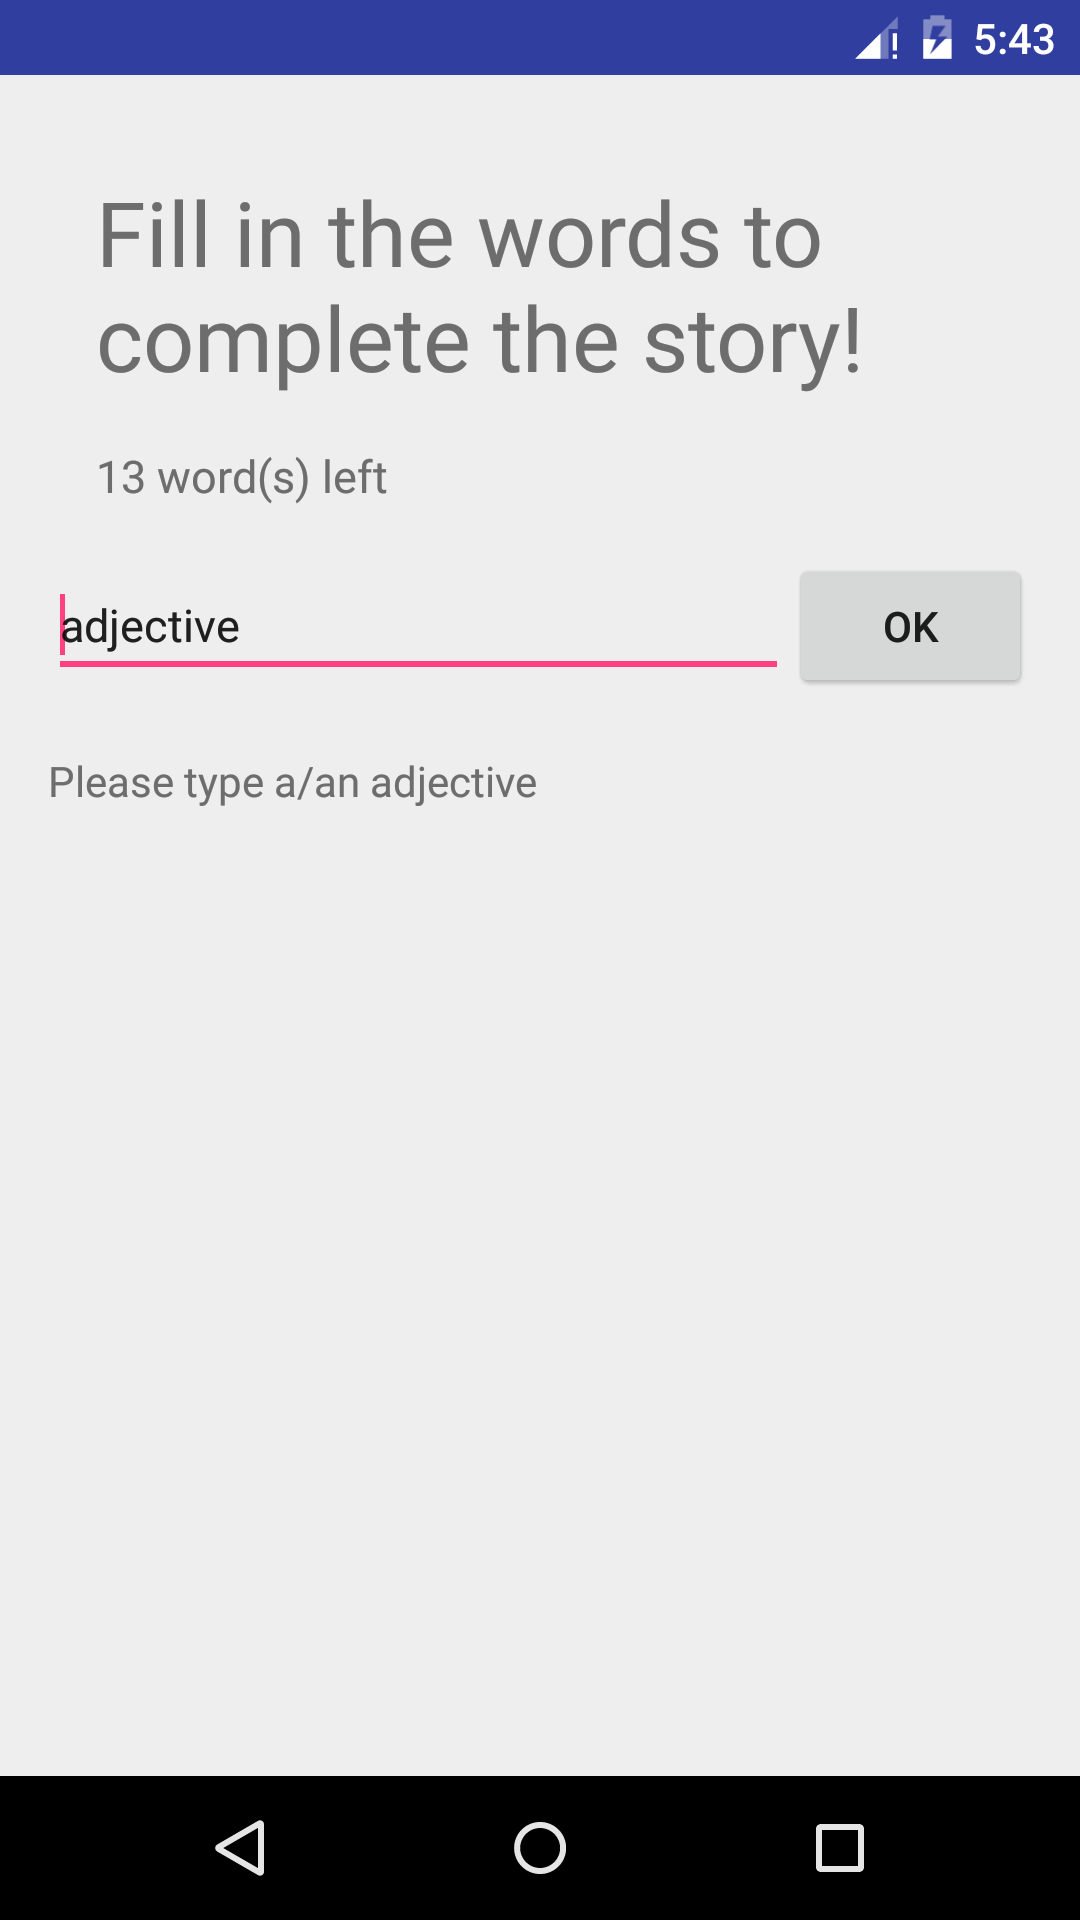 5:43
Fill in the words to
complete the story!
13 word(s) left
adjective
OK
Please type a/an adjective